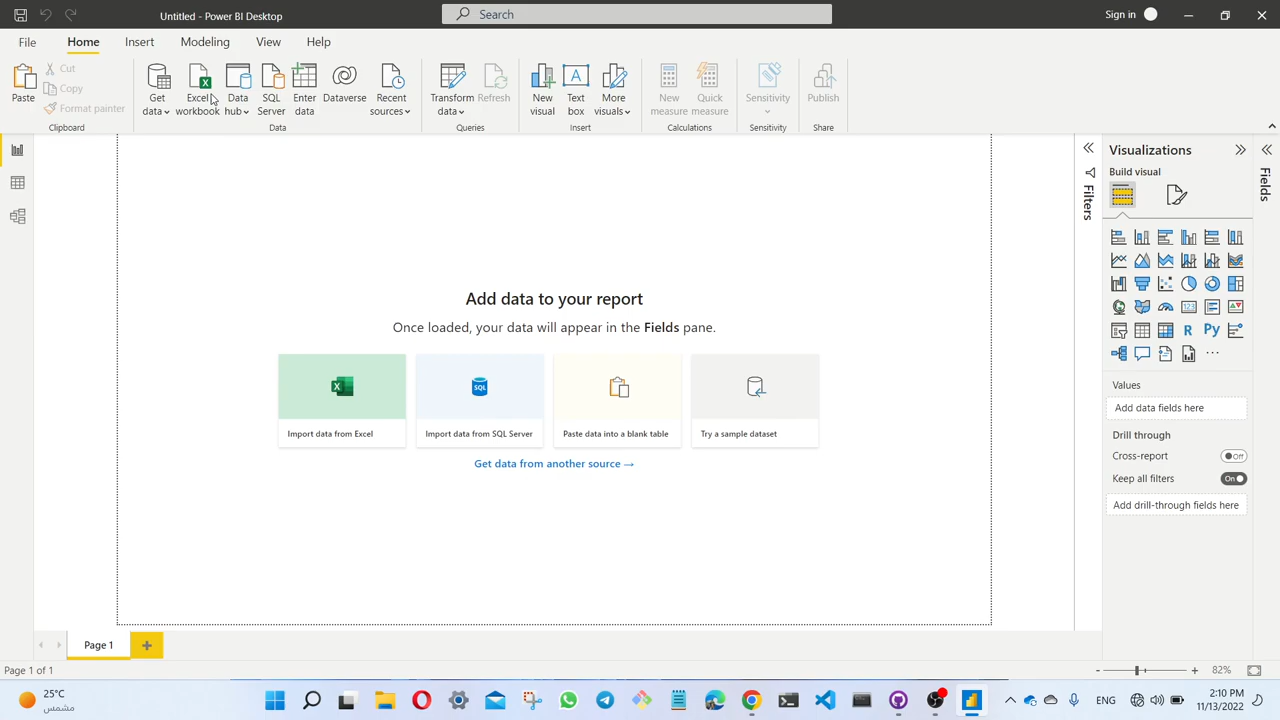 Untitled - Power BI Desktop
Search
Sign in
File
Home
Insert
Modeling
View
Help
Paste
Cut
Copy
Format painter
Clipboard
Get data
Excel workbook
Data hub
SQL Server
Enter data
Dataverse
Recent sources
Data
Transform data
Refresh
Queries
New visual
Text box
More visuals
Insert
New measure
Quick measure
Calculations
Sensitivity
Sensitivity
Publish
Share
Add data to your report
Once loaded, your data will appear in the Fields pane.
Import data from Excel
SQL
Import data from SQL Server
Paste data into a blank table
Try a sample dataset
Get data from another source →
Filters
Visualizations
Build visual
R
Py
123
Values
Add data fields here
Drill through
Cross-report
Off
Keep all filters
On
Add drill-through fields here
Fields
Page 1
Page 1 of 1
- + 82%
25°C
مشمس
ENG
2:10 PM
11/13/2022